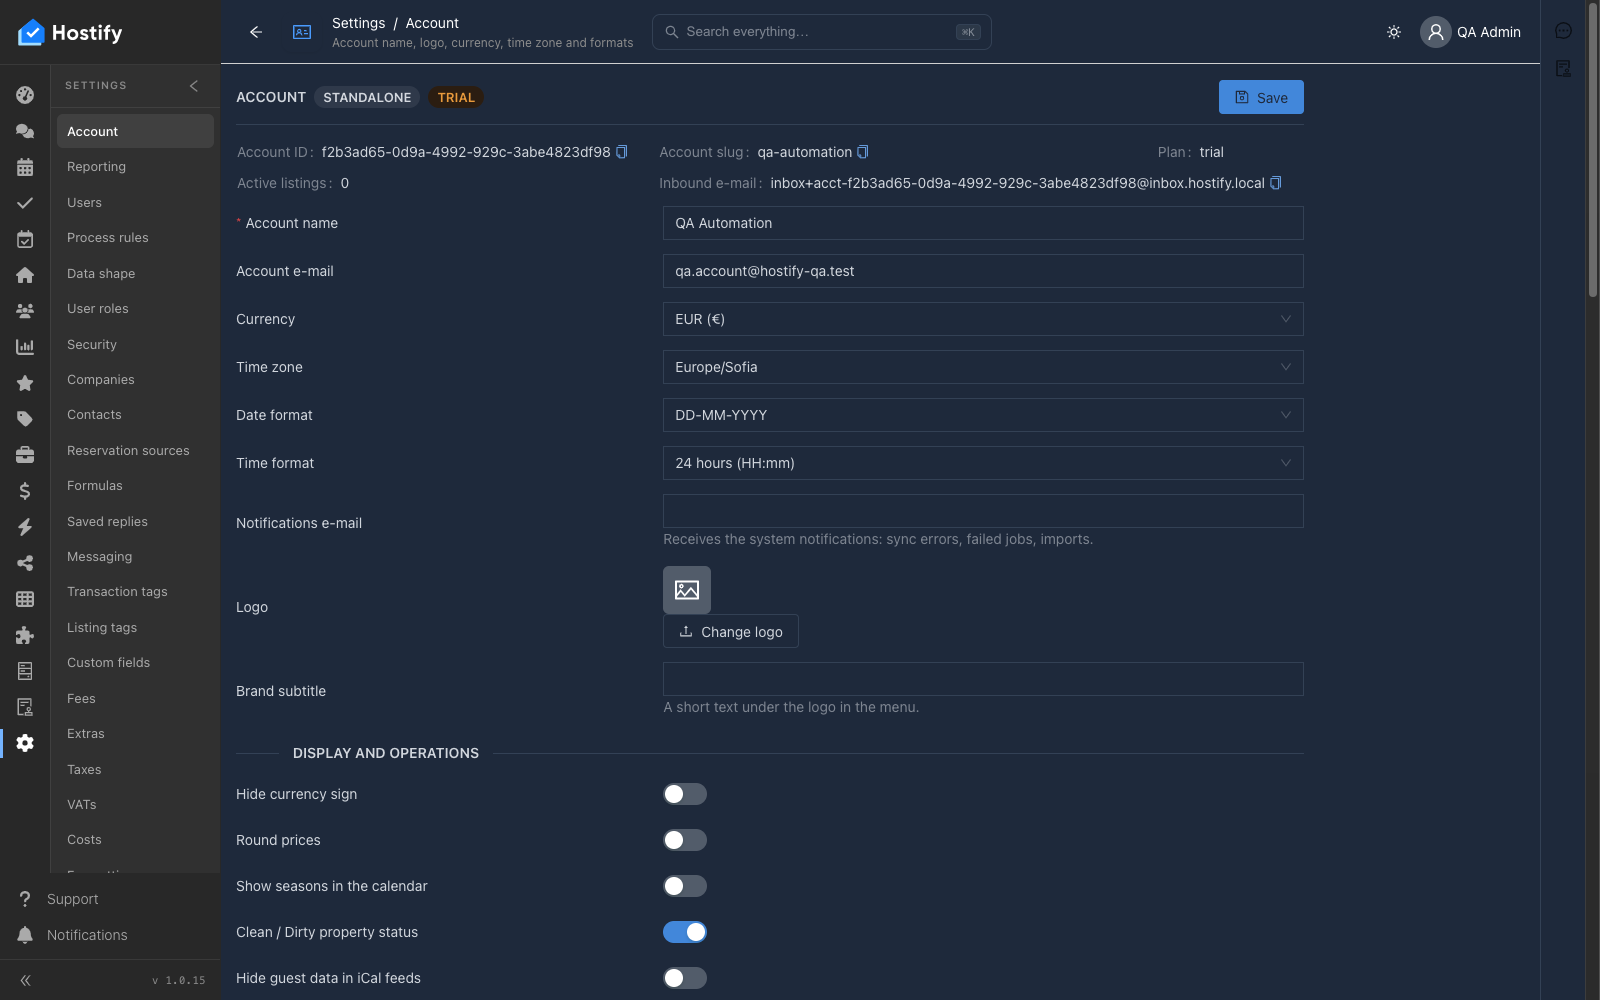 Hostify
Settings / Account
Account name, logo, currency, time zone and formats
Search everything...
⌘K
QA Admin
SETTINGS
Account
Reporting
Users
Process rules
Data shape
User roles
Security
Companies
Contacts
Reservation sources
Formulas
Saved replies
Messaging
Transaction tags
Listing tags
Custom fields
Fees
Extras
Taxes
VATs
Costs
Support
Notifications
v 1.0.15
ACCOUNT STANDALONE TRIAL
Save
Account ID: f2b3ad65-0d9a-4992-929c-3abe4823df98
Account slug: qa-automation
Plan: trial
Active listings: 0
Inbound e-mail: inbox+acct-f2b3ad65-0d9a-4992-929c-3abe4823df98@inbox.hostify.local
* Account name
QA Automation
Account e-mail
qa.account@hostify-qa.test
Currency
EUR (€)
Time zone
Europe/Sofia
Date format
DD-MM-YYYY
Time format
24 hours (HH:mm)
Notifications e-mail
Receives the system notifications: sync errors, failed jobs, imports.
Logo
Change logo
Brand subtitle
A short text under the logo in the menu.
DISPLAY AND OPERATIONS
Hide currency sign
Round prices
Show seasons in the calendar
Clean / Dirty property status
Hide guest data in iCal feeds